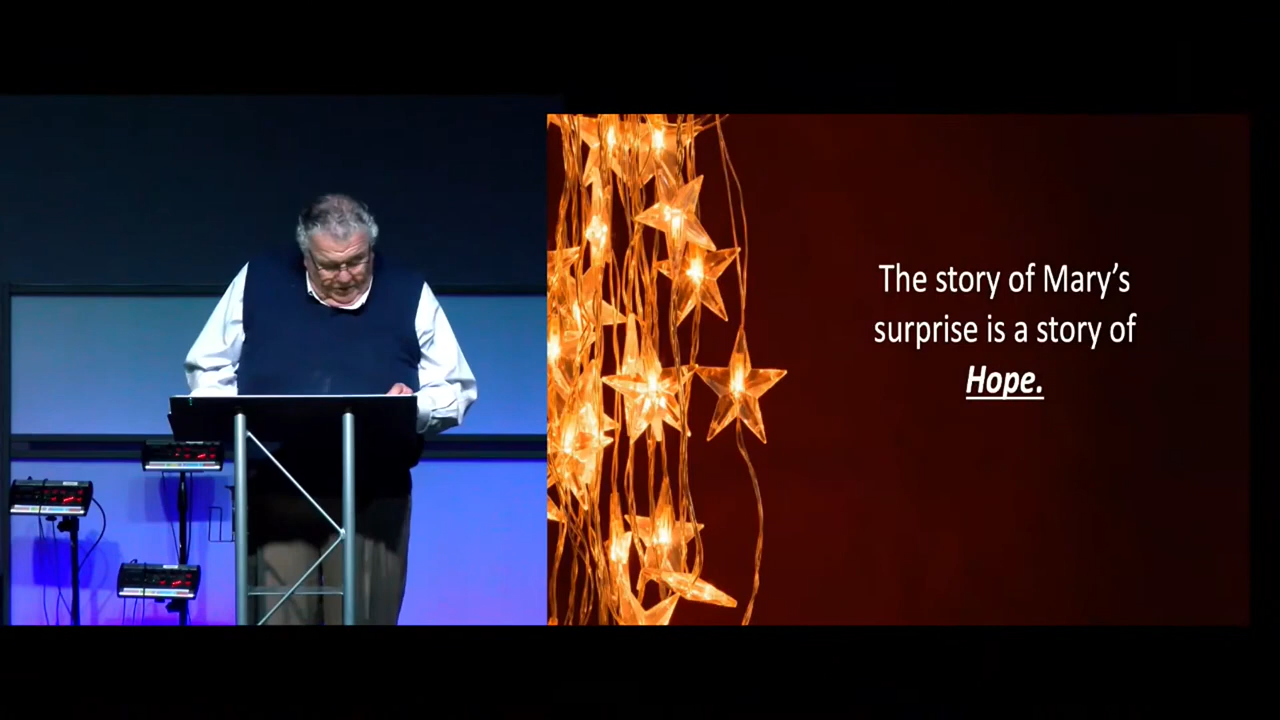 The story of Mary’s
surprise is a story of
Hope.